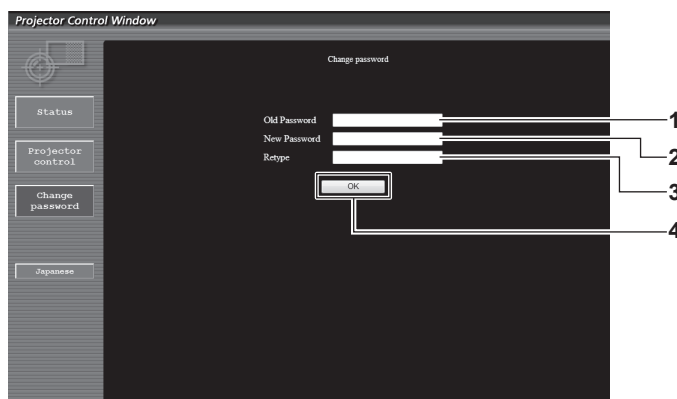 Projector Control Window
Change password
Status
Projector
control
Change
password
Japanese
Old Password
New Password
Retype
OK
1
2
3
4